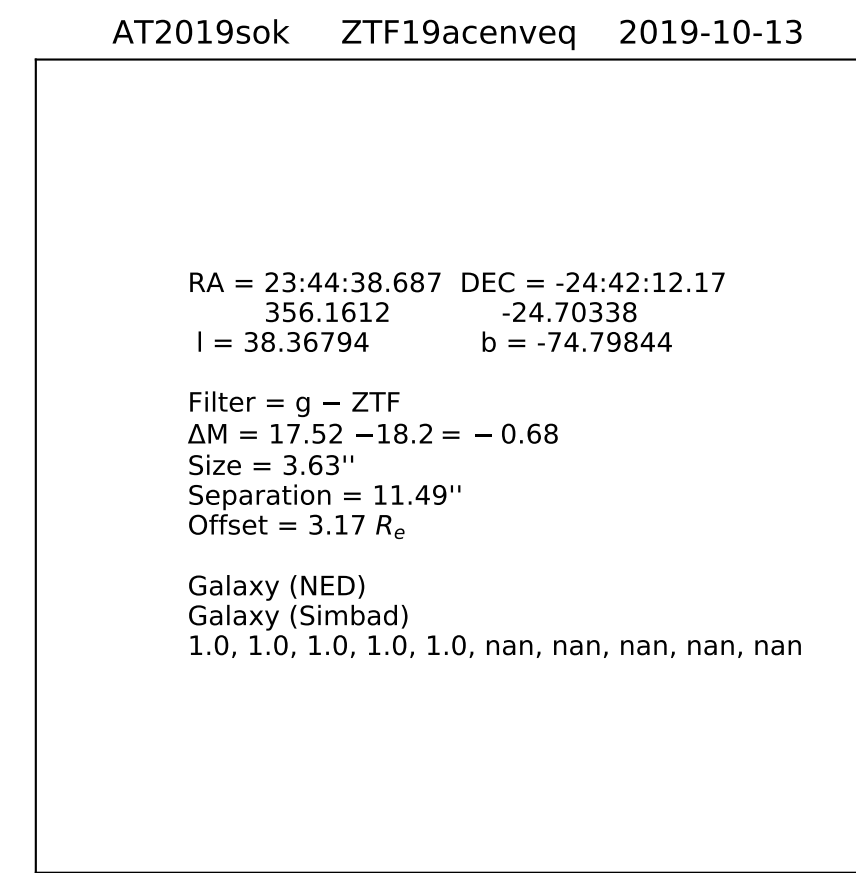 AT2019sok ZTF19acenveq 2019-10-13
RA = 23:44:38.687 DEC = -24:42:12.17
356.1612 -24.70338
l = 38.36794 b = -74.79844
Filter = g − ZTF
ΔM = 17.52 −18.2 = − 0.68
Size = 3.63''
Separation = 11.49''
Offset = 3.17 Rₑ
Galaxy (NED)
Galaxy (Simbad)
1.0, 1.0, 1.0, 1.0, 1.0, nan, nan, nan, nan, nan